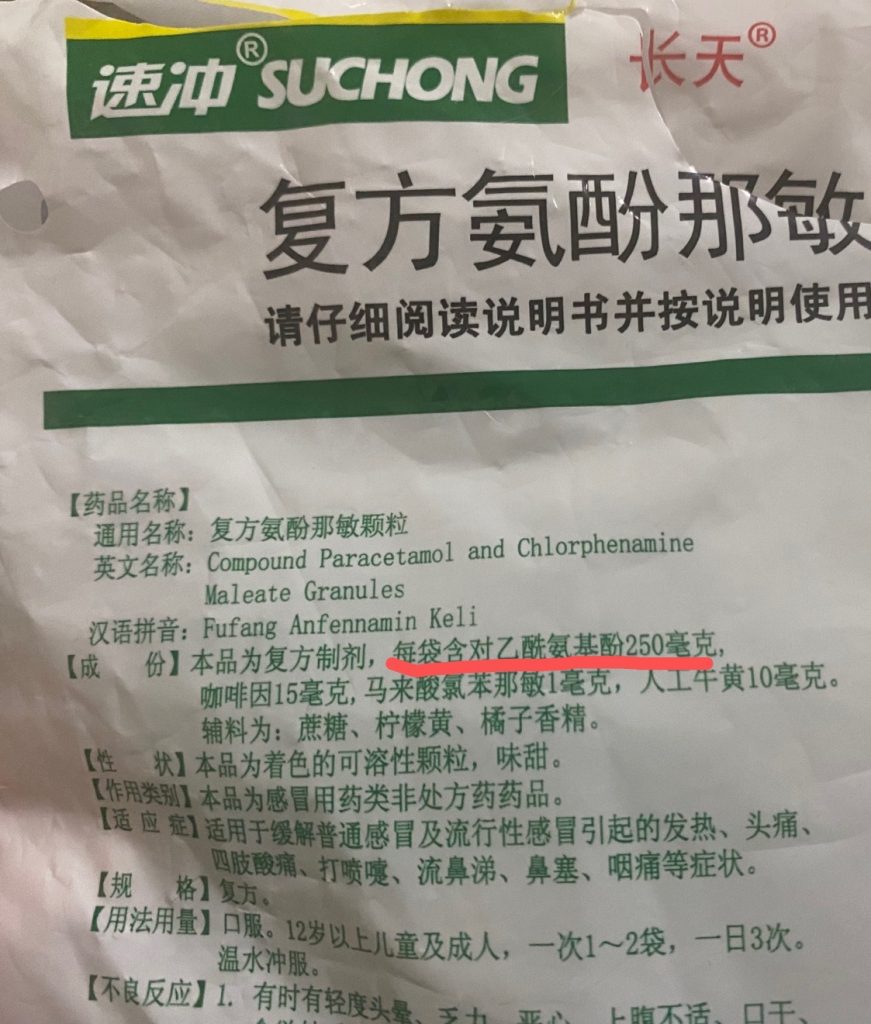 速冲® SUCHONG 长天®
复方氨酚那敏
请仔细阅读说明书并按说明使用
【药品名称】
通用名称：复方氨酚那敏颗粒
英文名称：Compound Paracetamol and Chlorphenamine
Maleate Granules
汉语拼音：Fufang Anfennamin Keli
【成 份】本品为复方制剂，每袋含对乙酰氨基酚250毫克，
咖啡因15毫克，马来酸氯苯那敏1毫克，人工牛黄10毫克。
辅料为：蔗糖、柠檬黄、橘子香精。
【性 状】本品为着色的可溶性颗粒，味甜。
【作用类别】本品为感冒用药类非处方药药品。
【适应症】适用于缓解普通感冒及流行性感冒引起的发热、头痛、
四肢酸痛、打喷嚏、流鼻涕、鼻塞、咽痛等症状。
【规 格】复方。
【用法用量】口服。12岁以上儿童及成人，一次1～2袋，一日3次。
温水冲服。
【不良反应】1. 有时有轻度头晕、乏力、恶心、上腹不适、口干、